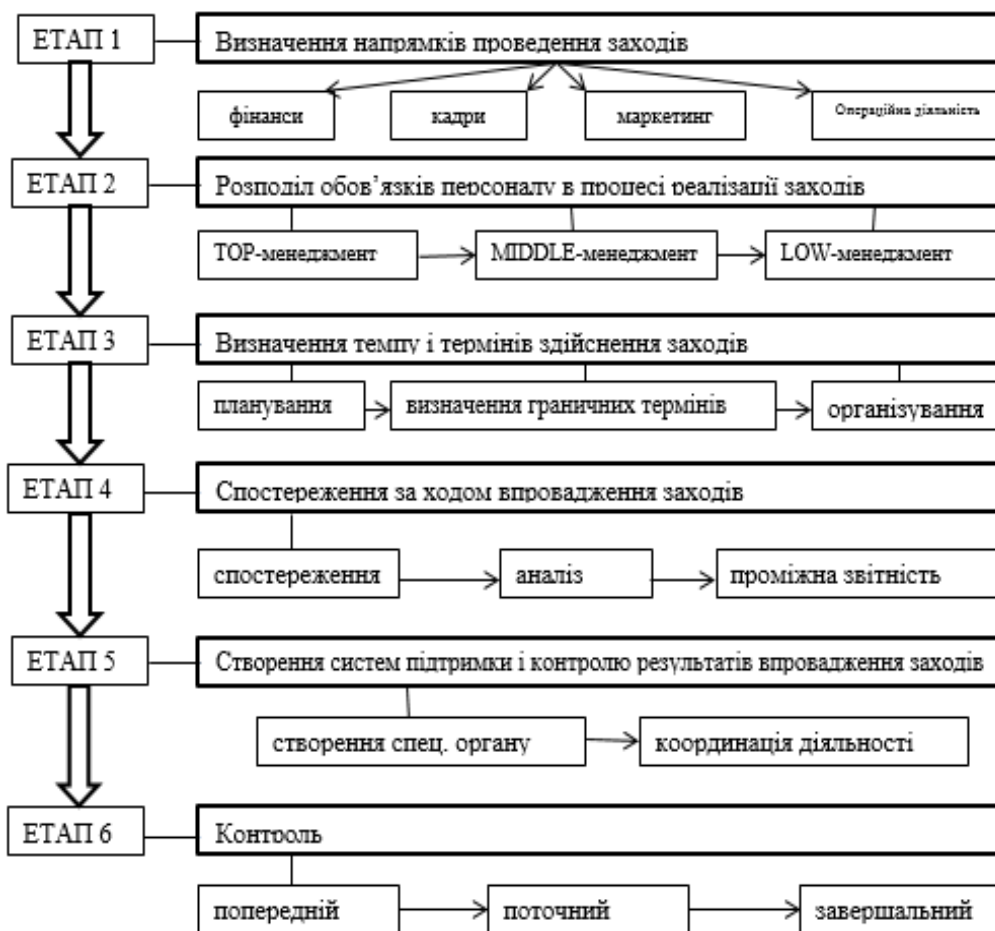 ЕТАП 1
Визначення напрямків проведення заходів
фінанси
кадри
маркетинг
Операційна діяльність
ЕТАП 2
Розподіл обов’язків персоналу в процесі реалізації заходів
TOP-менеджмент
MIDDLE-менеджмент
LOW-менеджмент
ЕТАП 3
Визначення темпу і термінів здійснення заходів
планування
визначення граничних термінів
організування
ЕТАП 4
Спостереження за ходом впровадження заходів
спостереження
аналіз
проміжна звітність
ЕТАП 5
Створення систем підтримки і контролю результатів впровадження заходів
створення спец. органу
координація діяльності
ЕТАП 6
Контроль
попередній
поточний
завершальний